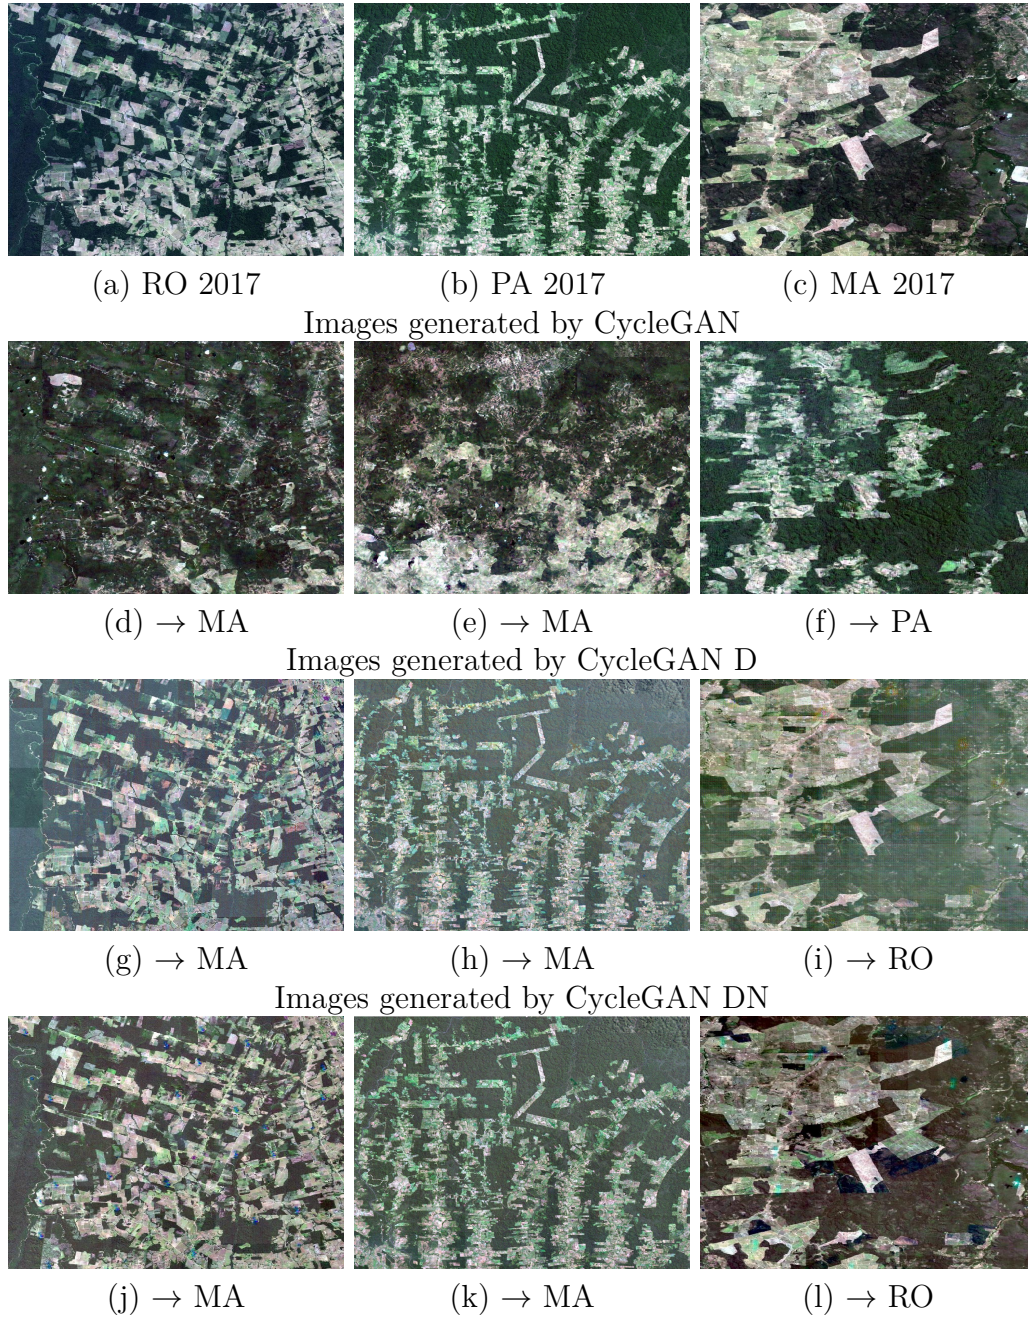 (a) RO 2017
(b) PA 2017
(c) MA 2017
Images generated by CycleGAN
(d) → MA
(e) → MA
(f) → PA
Images generated by CycleGAN D
(g) → MA
(h) → MA
(i) → RO
Images generated by CycleGAN DN
(j) → MA
(k) → MA
(l) → RO